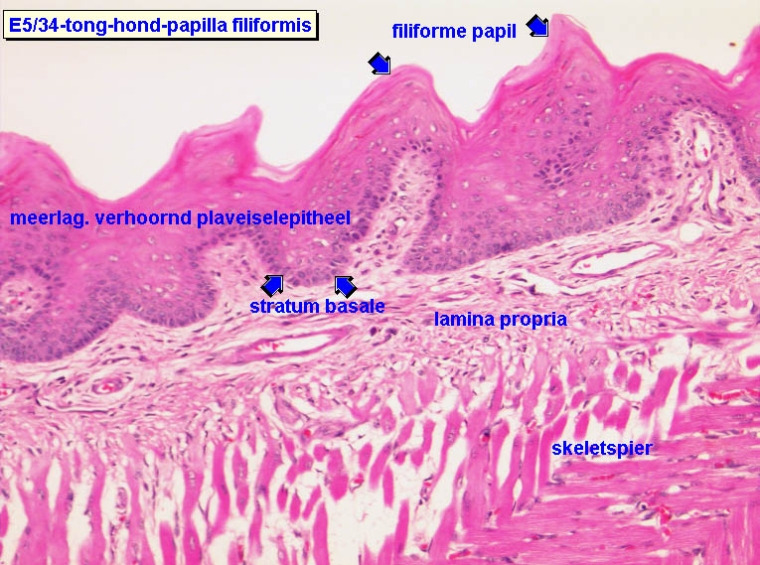 E5/34-tong-hond-papilla filiformis
filiforme papil
meerlag. verhoornd plaveiselepitheel
stratum basale
lamina propria
skeletspier